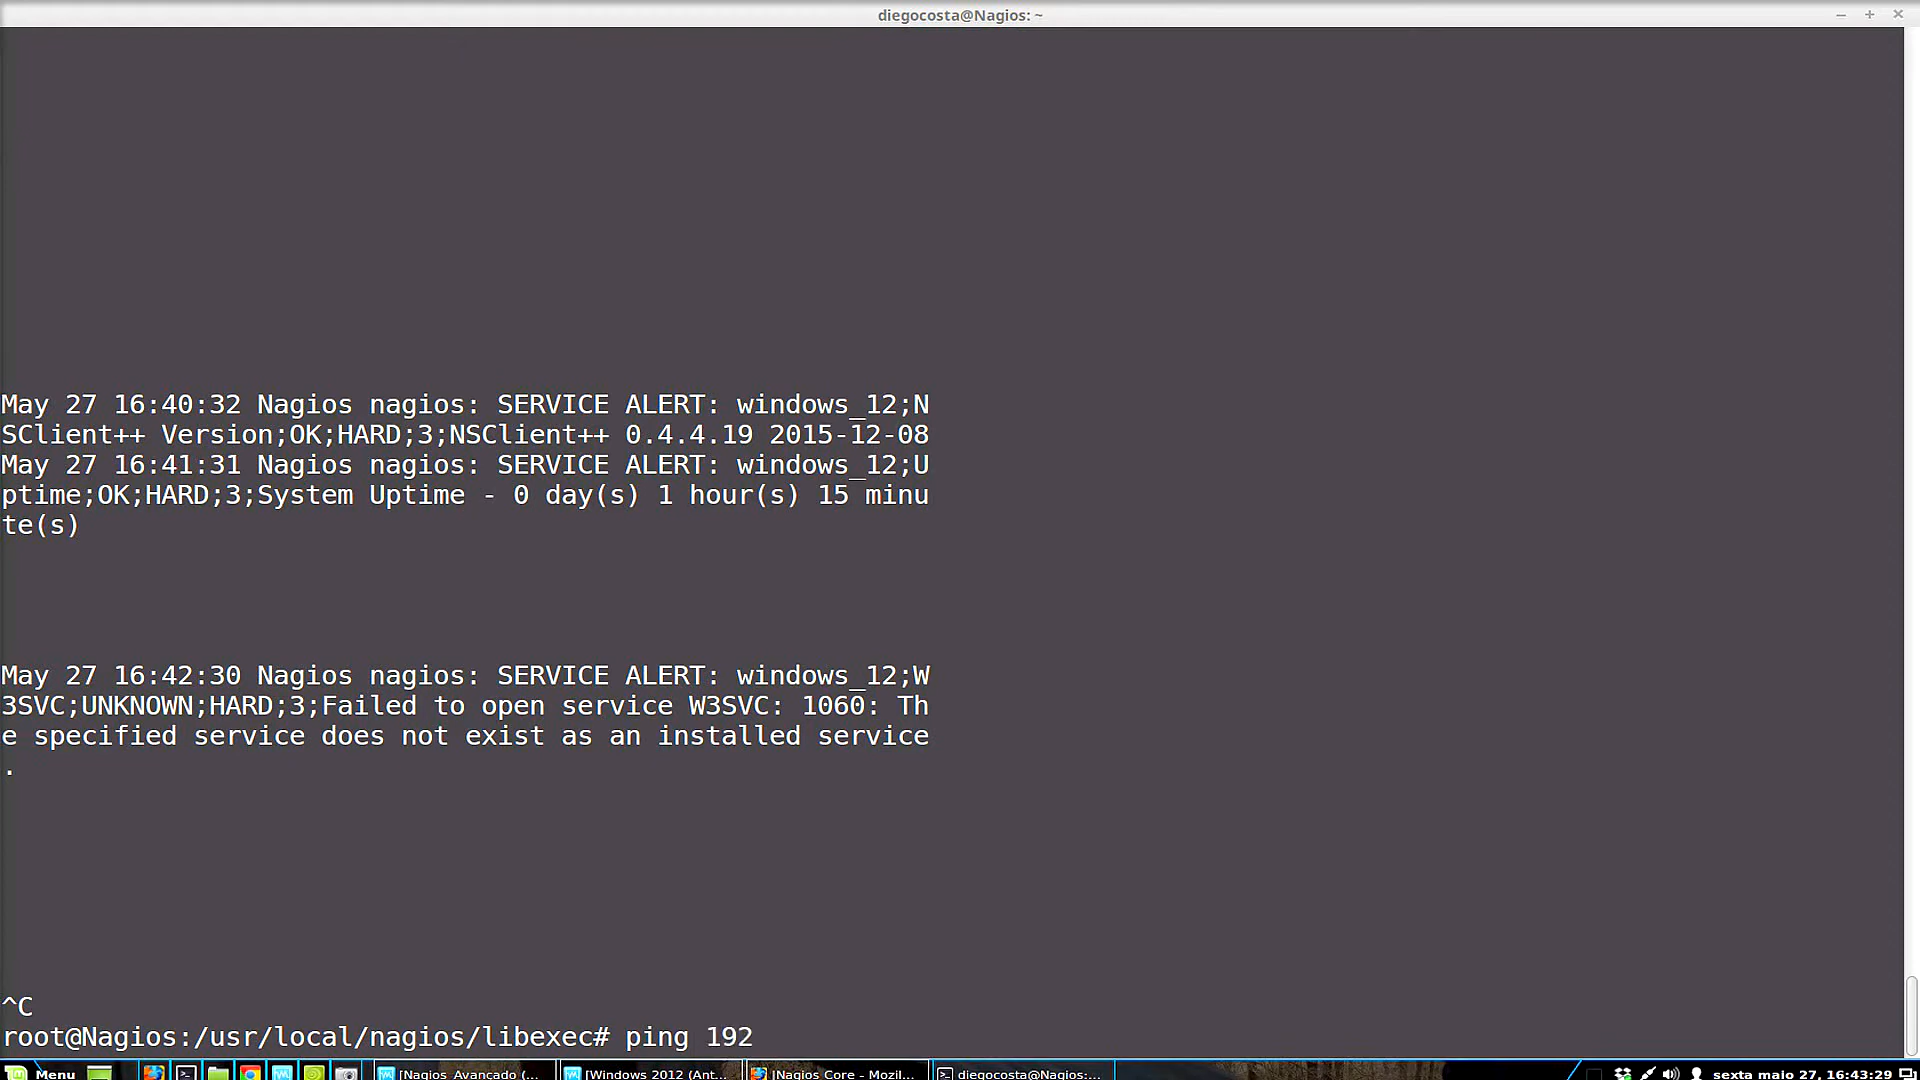 diegocosta@Nagios: ~
May 27 16:40:32 Nagios nagios: SERVICE ALERT: windows_12;N
SClient++ Version;OK;HARD;3;NSClient++ 0.4.4.19 2015-12-08
May 27 16:41:31 Nagios nagios: SERVICE ALERT: windows_12;U
ptime;OK;HARD;3;System Uptime - 0 day(s) 1 hour(s) 15 minu
te(s)
May 27 16:42:30 Nagios nagios: SERVICE ALERT: windows_12;W
3SVC;UNKNOWN;HARD;3;Failed to open service W3SVC: 1060: Th
e specified service does not exist as an installed service
.
^C
root@Nagios:/usr/local/nagios/libexec# ping 192
Menu [Nagios_Avançado (... [Windows 2012 (Ant... [Nagios Core - Mozil... diegocosta@Nagios:... sexta maio 27, 16:43:29